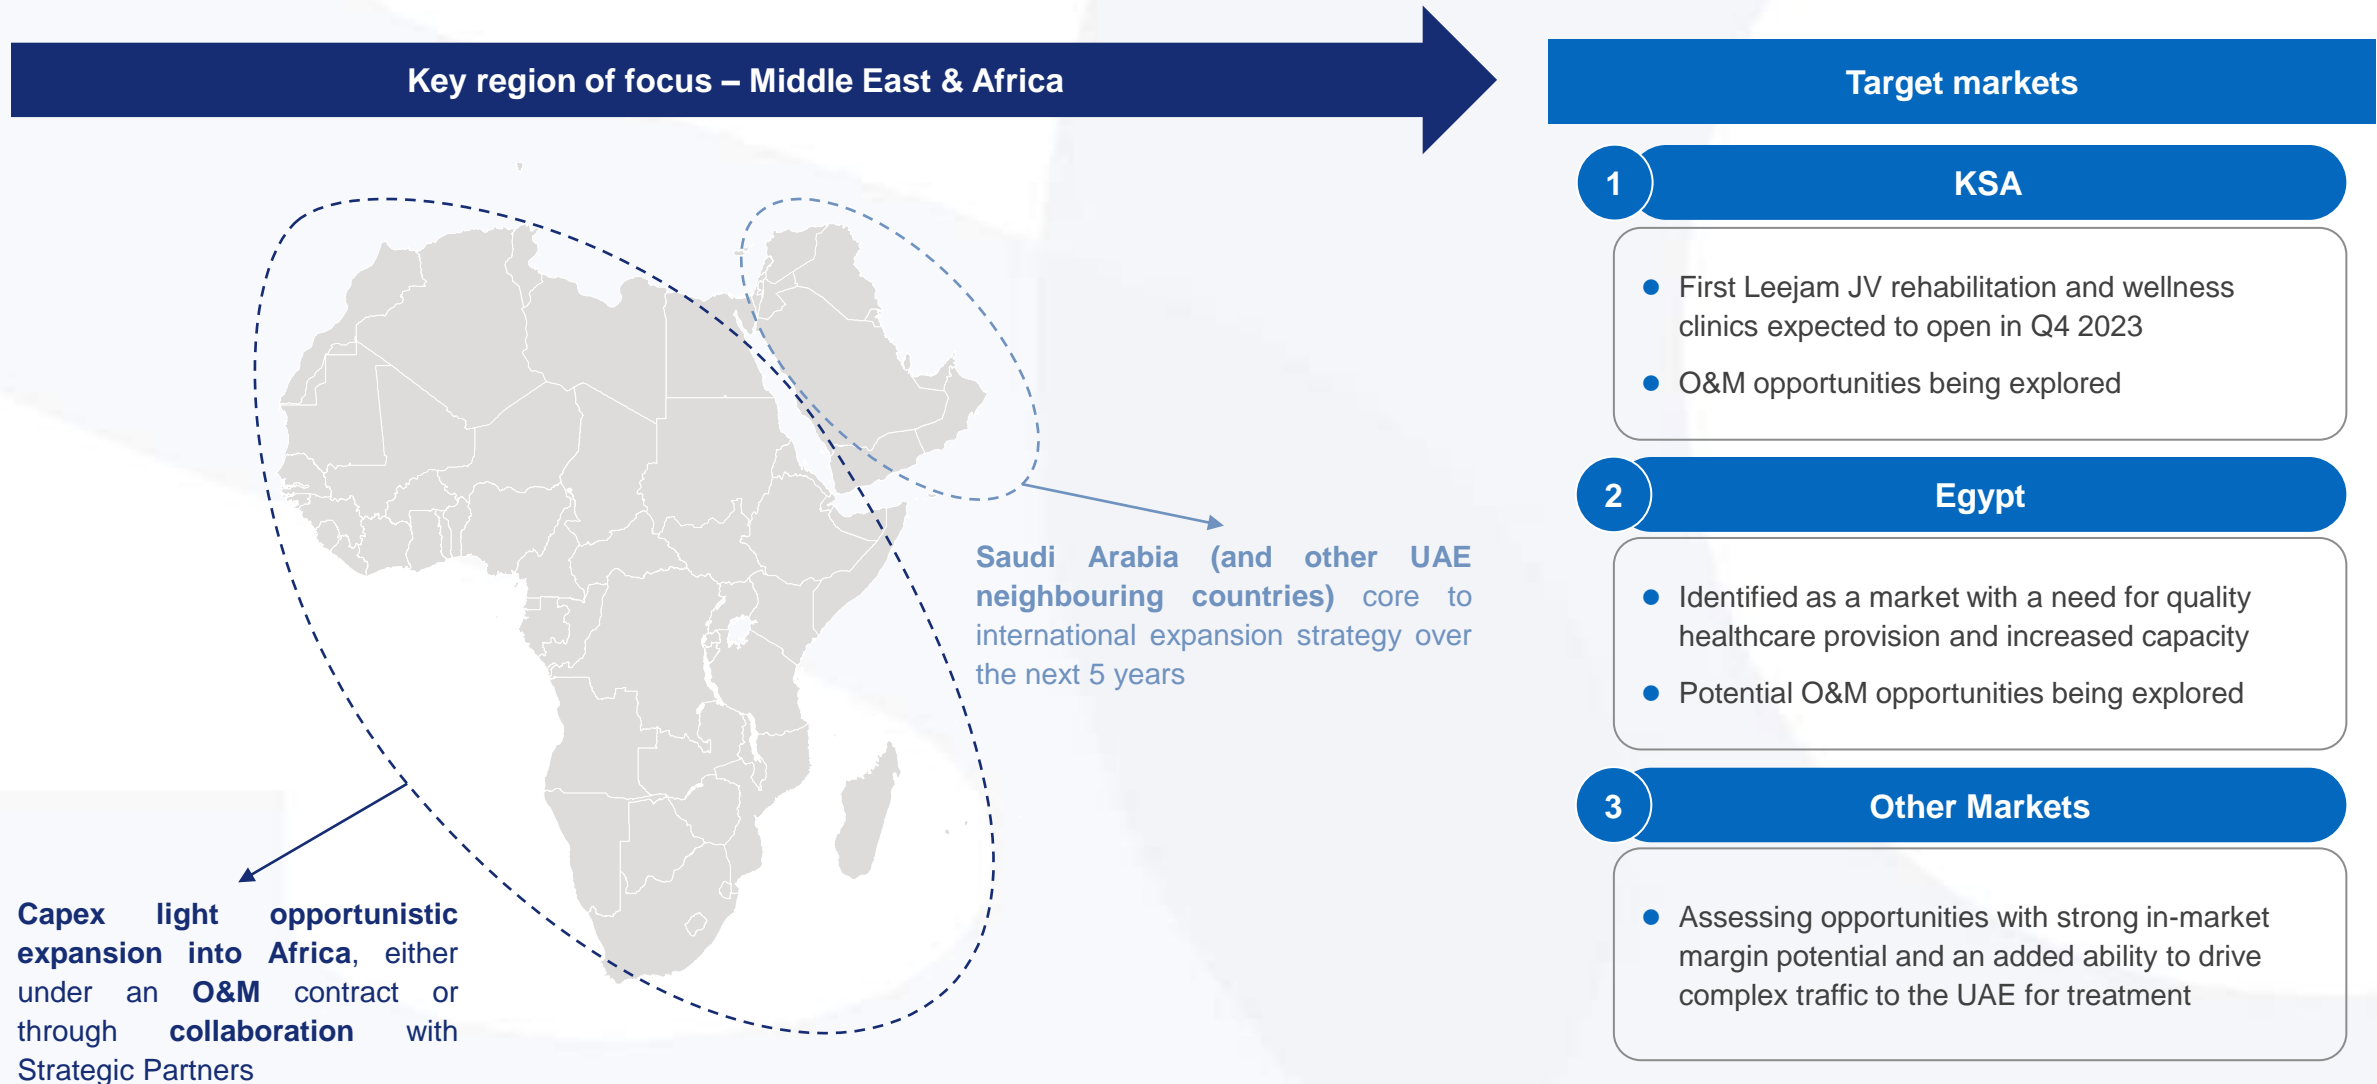 Key region of focus – Middle East & Africa
Saudi Arabia (and other UAE
neighbouring countries) core to
international expansion strategy over
the next 5 years
Capex light opportunistic
expansion into Africa, either
under an O&M contract or
through collaboration with
Strategic Partners
Target markets
1
KSA
● First Leejam JV rehabilitation and wellness
clinics expected to open in Q4 2023
● O&M opportunities being explored
2
Egypt
● Identified as a market with a need for quality
healthcare provision and increased capacity
● Potential O&M opportunities being explored
3
Other Markets
● Assessing opportunities with strong in-market
margin potential and an added ability to drive
complex traffic to the UAE for treatment